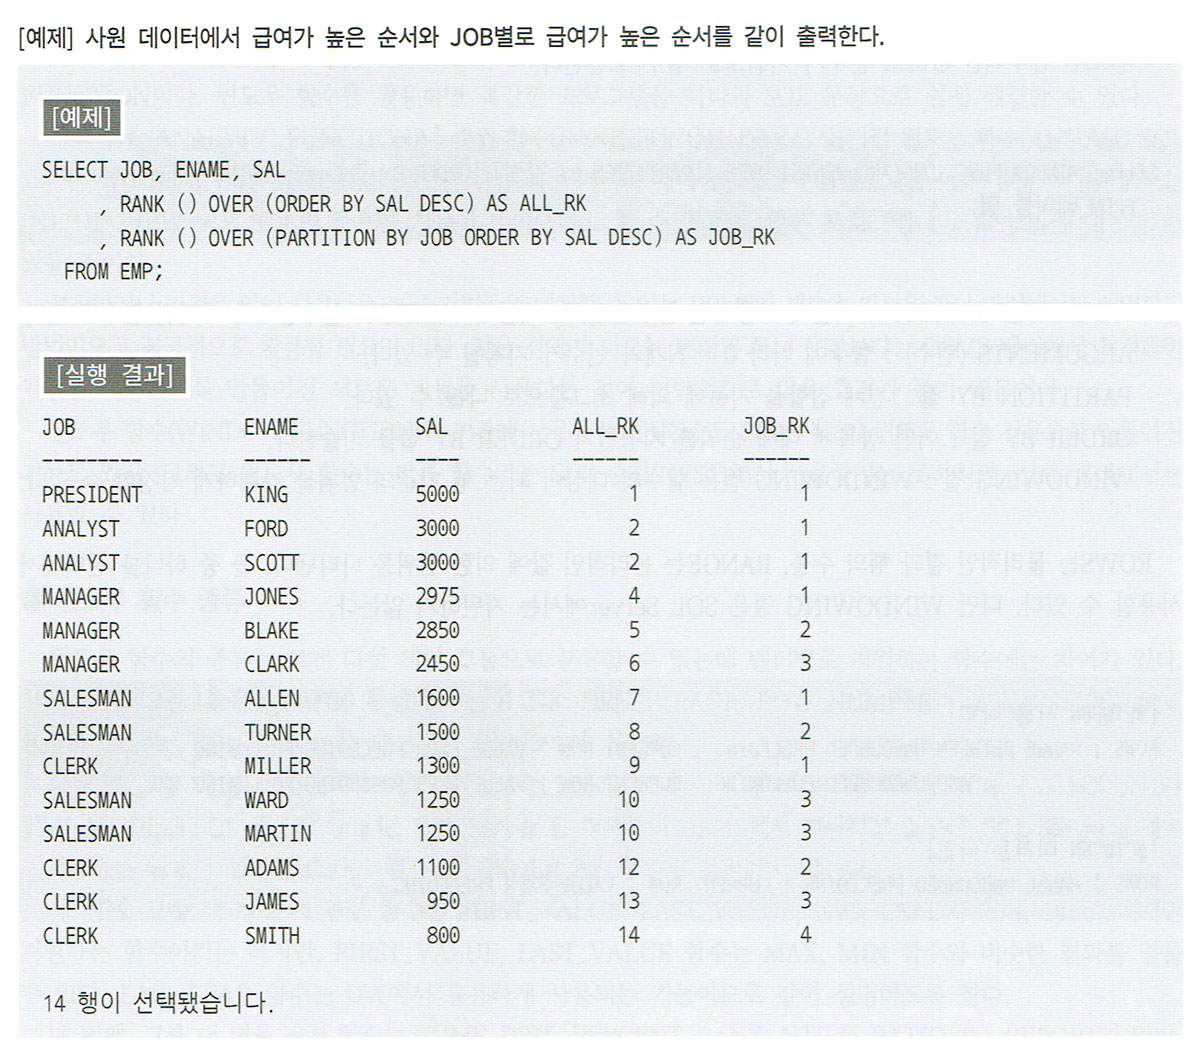 [예제] 사원 데이터에서 급여가 높은 순서와 JOB별로 급여가 높은 순서를 같이 출력한다.
[예제]
SELECT JOB, ENAME, SAL
, RANK () OVER (ORDER BY SAL DESC) AS ALL_RK
, RANK () OVER (PARTITION BY JOB ORDER BY SAL DESC) AS JOB_RK
FROM EMP;
[실행 결과]
JOB ENAME SAL ALL_RK JOB_RK
--------- ------ ---- ------ ------
PRESIDENT KING 5000 1 1
ANALYST FORD 3000 2 1
ANALYST SCOTT 3000 2 1
MANAGER JONES 2975 4 1
MANAGER BLAKE 2850 5 2
MANAGER CLARK 2450 6 3
SALESMAN ALLEN 1600 7 1
SALESMAN TURNER 1500 8 2
CLERK MILLER 1300 9 1
SALESMAN WARD 1250 10 3
SALESMAN MARTIN 1250 10 3
CLERK ADAMS 1100 12 2
CLERK JAMES 950 13 3
CLERK SMITH 800 14 4
14 행이 선택됐습니다.